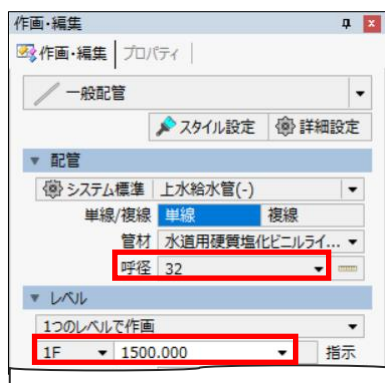 作画・編集
作画・編集 プロパティ
一般配管
スタイル設定 詳細設定
配管
システム標準 上水給水管(-)
単線/複線 単線 複線
管材 水道用硬質塩化ビニルライ...
呼径 32
レベル
1つのレベルで作画
1F 1500.000 指示